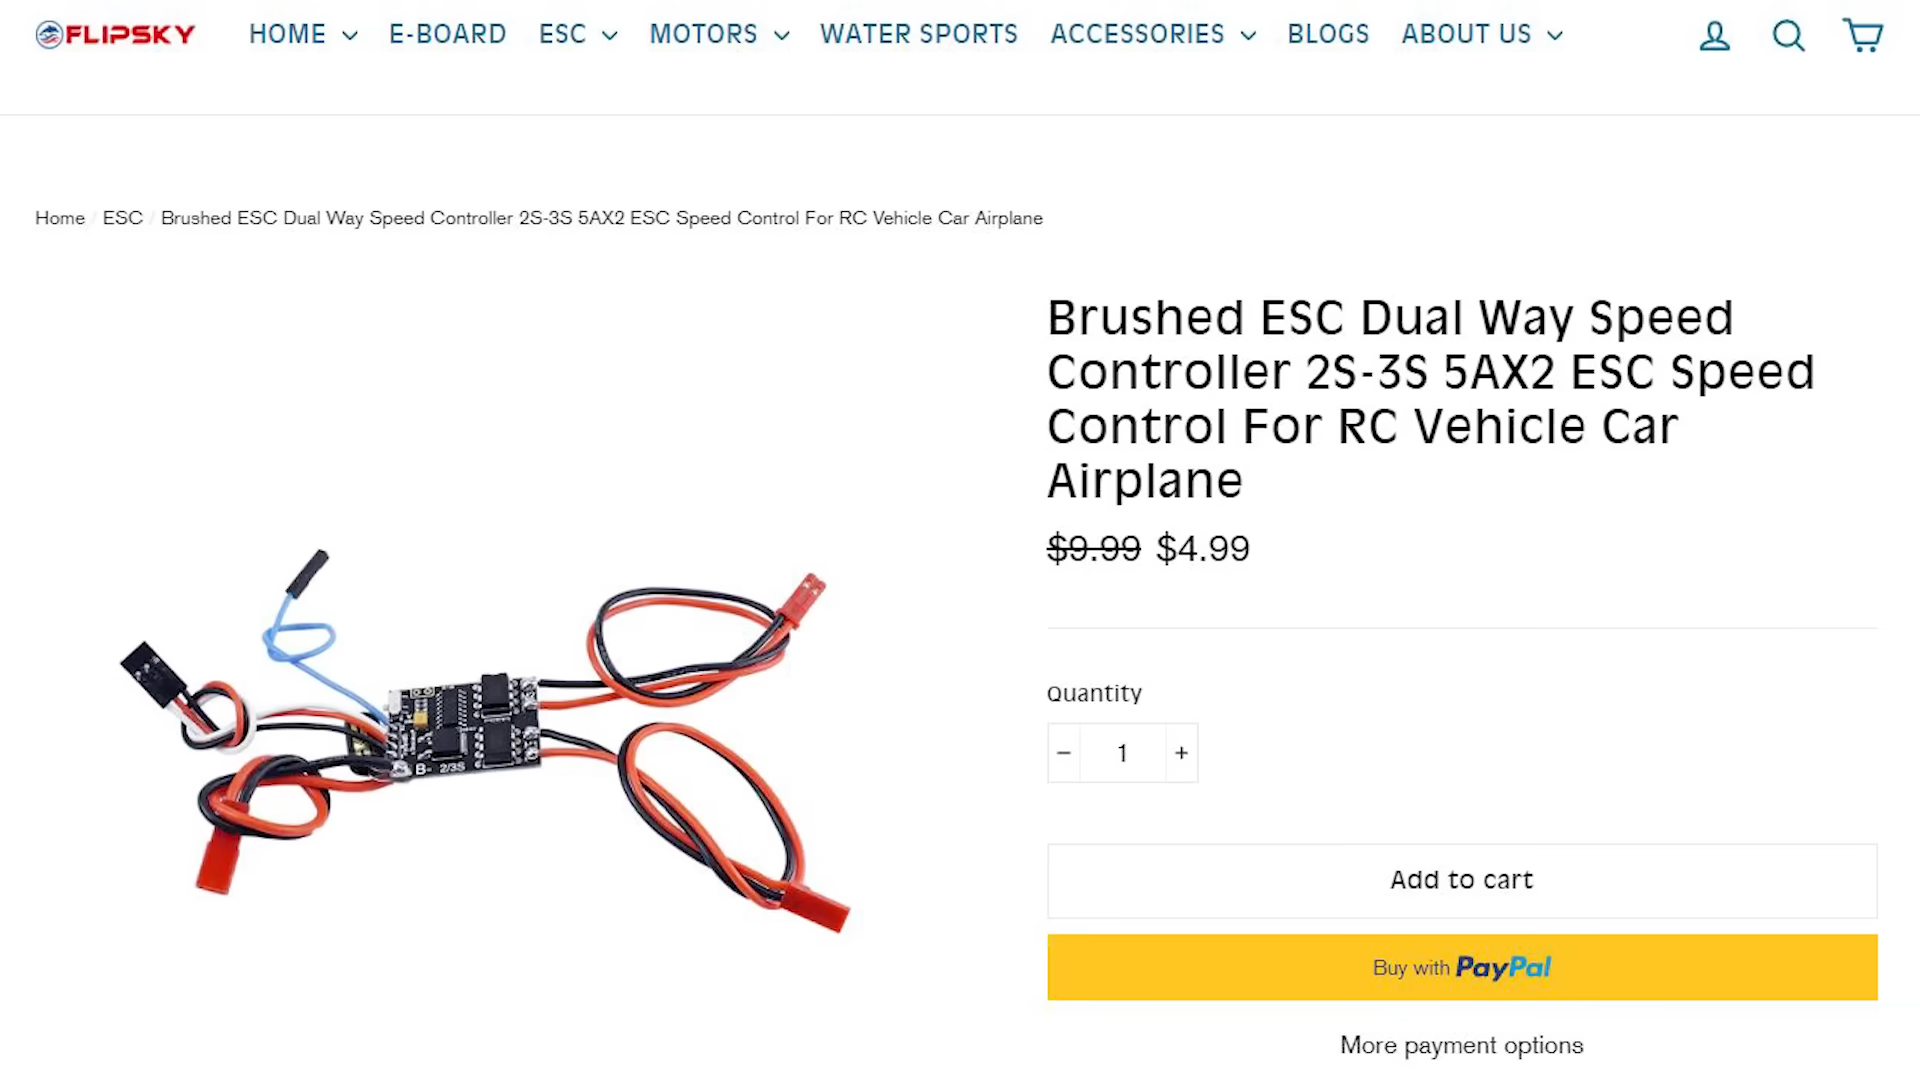 FLIPSKY HOME E-BOARD ESC MOTORS WATER SPORTS ACCESSORIES BLOGS ABOUT US
Home / ESC / Brushed ESC Dual Way Speed Controller 2S-3S 5AX2 ESC Speed Control For RC Vehicle Car Airplane
Brushed ESC Dual Way Speed
Controller 2S-3S 5AX2 ESC Speed
Control For RC Vehicle Car
Airplane
$9.99 $4.99
Quantity
− 1 +
Add to cart
Buy with PayPal
More payment options
B- 2/3S